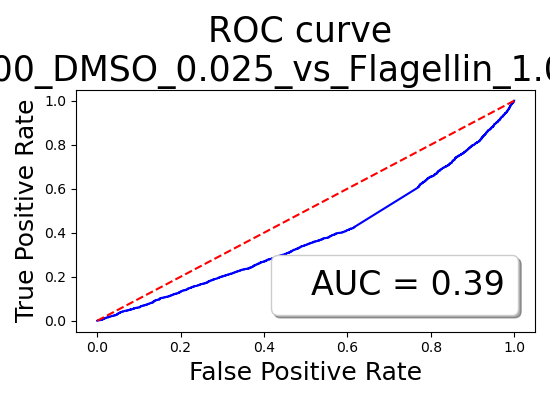 ROC curve
00_DMSO_0.025_vs_Flagellin_1.0
True Positive Rate
1.0
0.8
0.6
0.4
0.2
0.0
AUC = 0.39
0.0 0.2 0.4 0.6 0.8 1.0
False Positive Rate